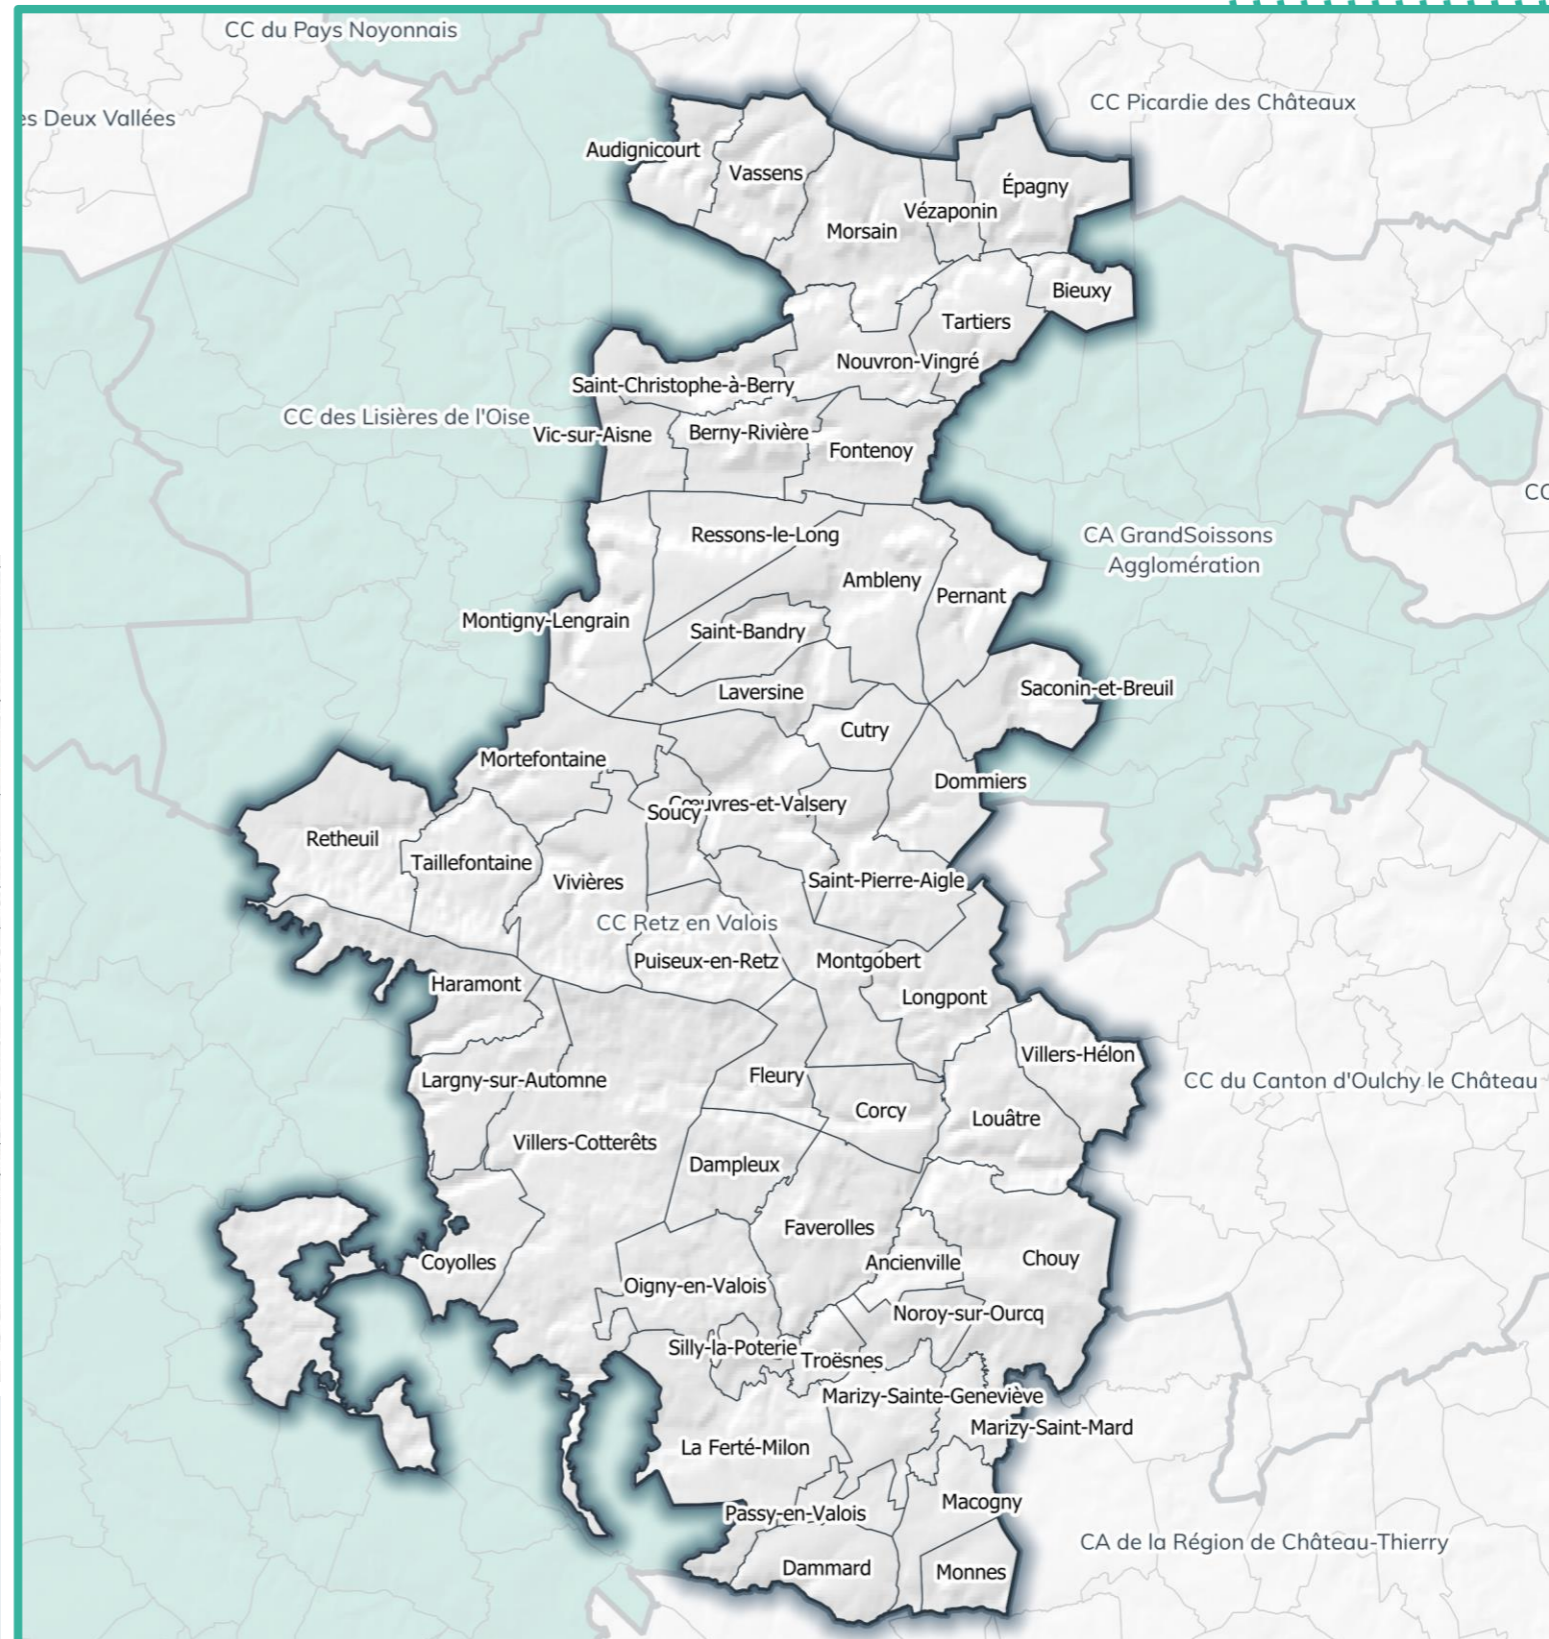 CC du Pays Noyonnais
es Deux Vallées
CC Picardie des Châteaux
Audignicourt
Vassens
Épagny
Vézaponin
Morsain
Bieuxy
Tartiers
Nouvron-Vingré
Saint-Christophe-à-Berry
CC des Lisières de l'Oise
Vic-sur-Aisne
Berny-Rivière
Fontenoy
CC
Ressons-le-Long
CA GrandSoissons
Agglomération
Ambleny
Pernant
Montigny-Lengrain
Saint-Bandry
Laversine
Saconin-et-Breuil
Cutry
Mortefontaine
Dommiers
Cœuvres-et-Valsery
Soucy
Retheuil
Taillefontaine
Vivières
Saint-Pierre-Aigle
CC Retz en Valois
Puiseux-en-Retz
Montgobert
Haramont
Longpont
Villers-Hélon
Fleury
Largny-sur-Automne
CC du Canton d'Oulchy le Château
Corcy
Louâtre
Villers-Cotterêts
Dampleux
Faverolles
Coyolles
Ancienville
Chouy
Oigny-en-Valois
Noroy-sur-Ourcq
Silly-la-Poterie
Troësnes
Marizy-Sainte-Geneviève
Marizy-Saint-Mard
La Ferté-Milon
Macogny
Passy-en-Valois
CA de la Région de Château-Thierry
Dammard
Monnes